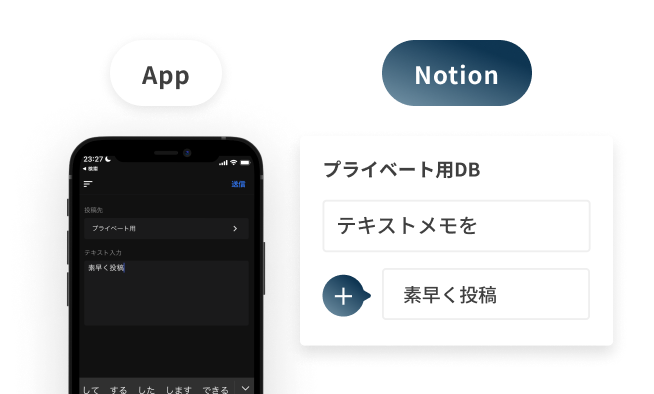 App
Notion
23:27
検索
送信
投稿先
プライベート用
テキスト入力
素早く投稿
して する した します できる
プライベート用DB
テキストメモを
素早く投稿